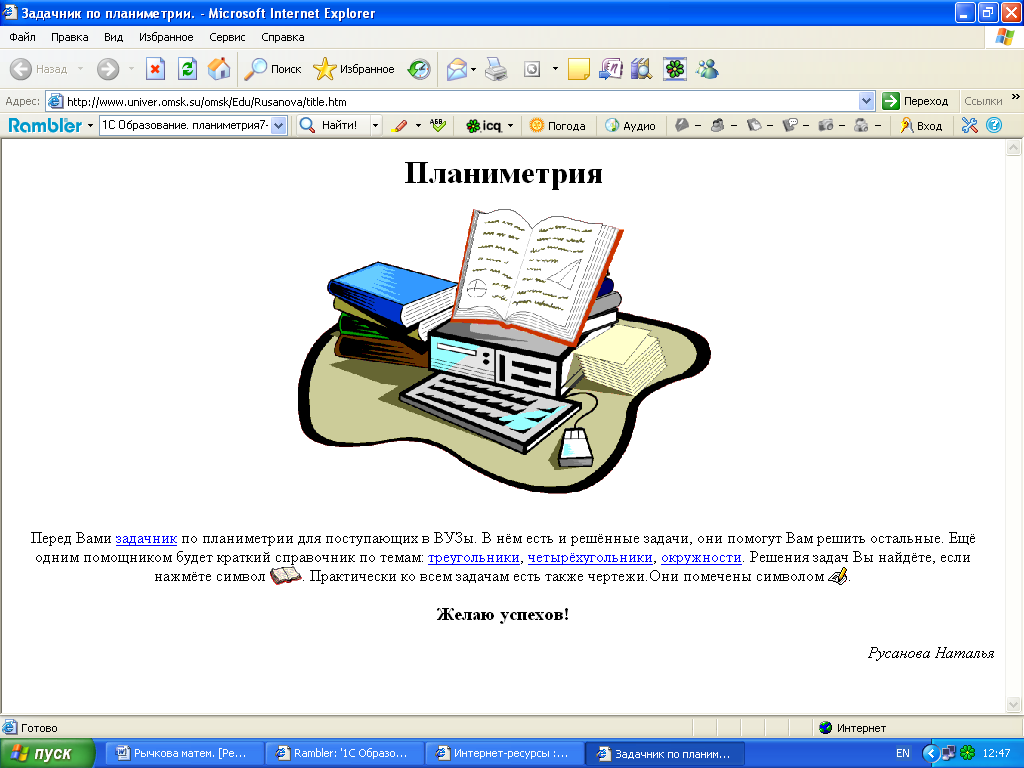 Задачник по планиметрии. - Microsoft Internet Explorer
Файл Правка Вид Избранное Сервис Справка
Назад Поиск Избранное
Адрес: http://www.univer.omsk.su/omsk/Edu/Rusanova/title.htm Переход Ссылки »
Rambler 1С Образование. планиметрия7- Найти! АБВ icq Погода Аудио Вход
Планиметрия
Перед Вами задачник по планиметрии для поступающих в ВУЗы. В нём есть и решённые задачи, они помогут Вам решить остальные. Ещё
одним помощником будет краткий справочник по темам: треугольники, четырёхугольники, окружности. Решения задач Вы найдёте, если
нажмёте символ . Практически ко всем задачам есть также чертежи.Они помечены символом .
Желаю успехов!
Русанова Наталья
Готово Интернет
пуск Рычкова матем. [Ре... Rambler: '1С Образо... Интернет-ресурсы :... Задачник по планим... EN 12:47